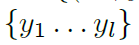 {y₁ … yₗ}